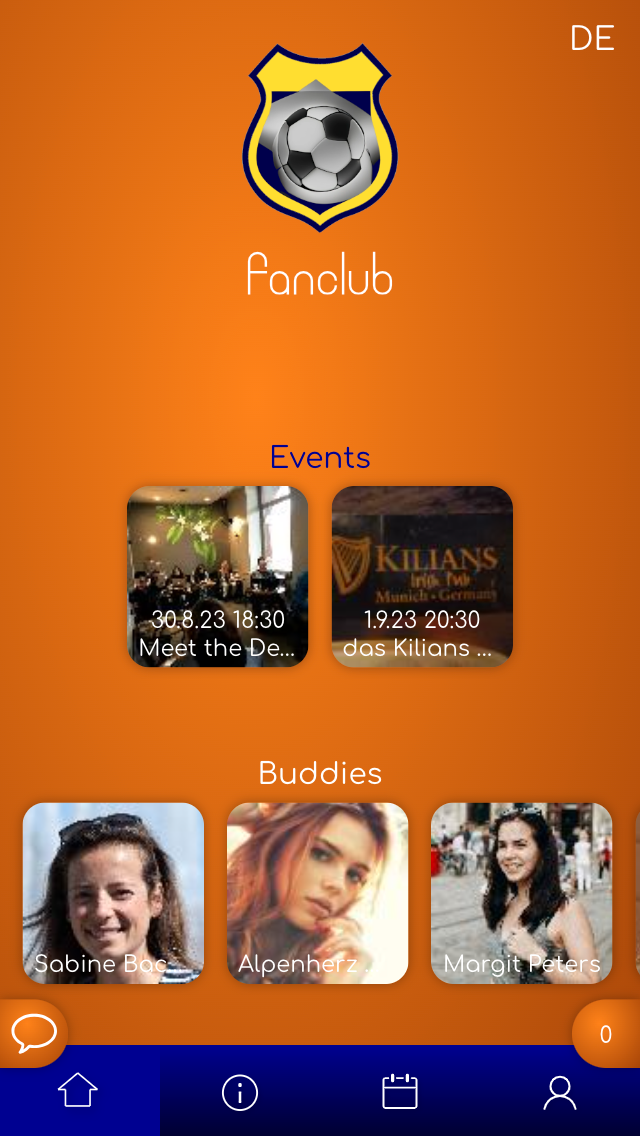 DE
fanclub
Events
KILIANS
Irish Pub
Munich • Germany
30.8.23 18:30
Meet the De...
1.9.23 20:30
das Kilians ...
Buddies
Sabine Bac...
Alpenherz ...
Margit Peters
0